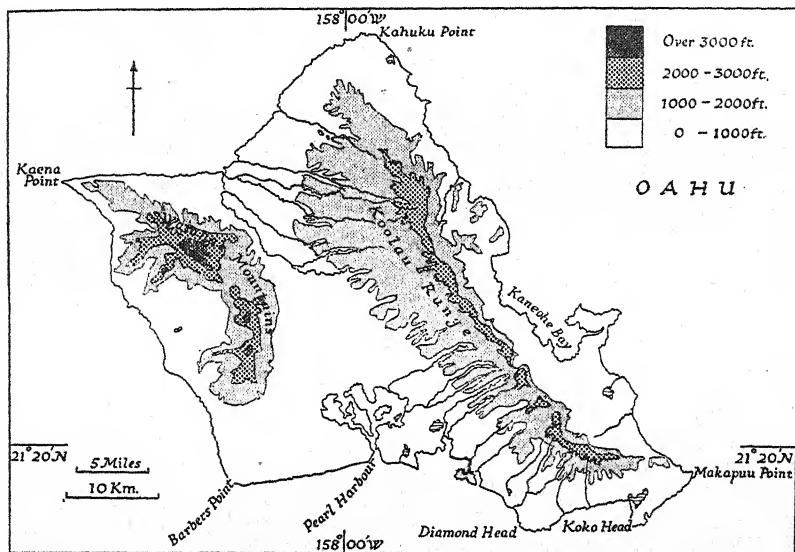 158°00'W
Kahuku Point
Over 3000 ft.
2000 - 3000 ft.
1000 - 2000 ft.
0 - 1000 ft.
OAHU
Kaena
Point
Mountains
Koolau Range
Kaneohe Bay
21°20'N
5 Miles
10 Km.
Barbers Point
Pearl Harbour
158°00'W
Diamond Head
Koko Head
21°20'N
Makapuu Point